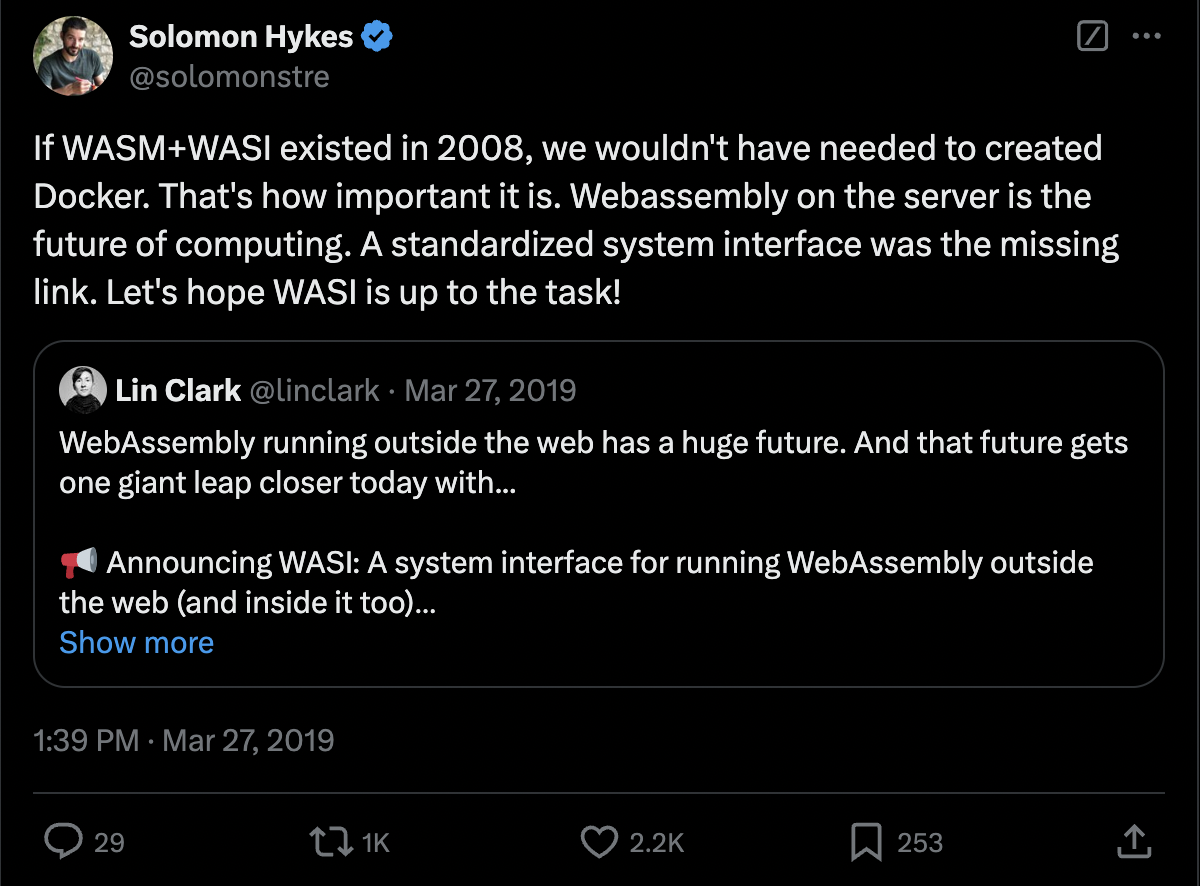 Solomon Hykes
@solomonstre
If WASM+WASI existed in 2008, we wouldn't have needed to created
Docker. That's how important it is. Webassembly on the server is the
future of computing. A standardized system interface was the missing
link. Let's hope WASI is up to the task!
Lin Clark @linclark · Mar 27, 2019
WebAssembly running outside the web has a huge future. And that future gets
one giant leap closer today with...
📢 Announcing WASI: A system interface for running WebAssembly outside
the web (and inside it too)...
Show more
1:39 PM · Mar 27, 2019
29 1K 2.2K 253